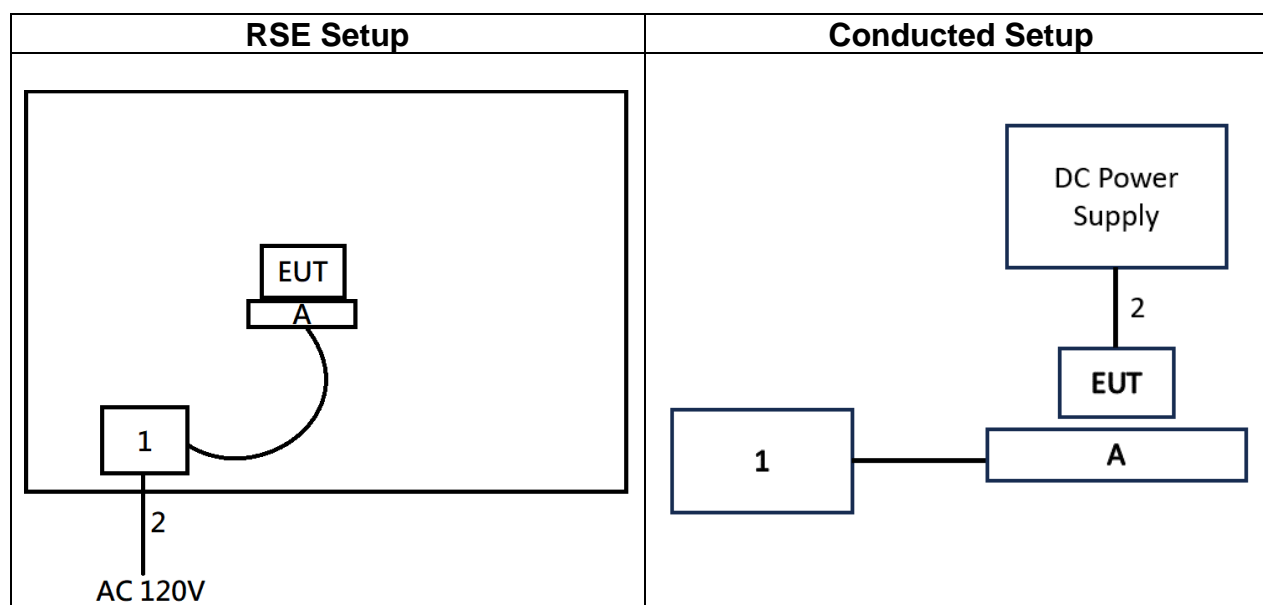 RSE Setup
Conducted Setup
EUT
A
1
2
AC 120V
DC Power
Supply
2
EUT
1
A